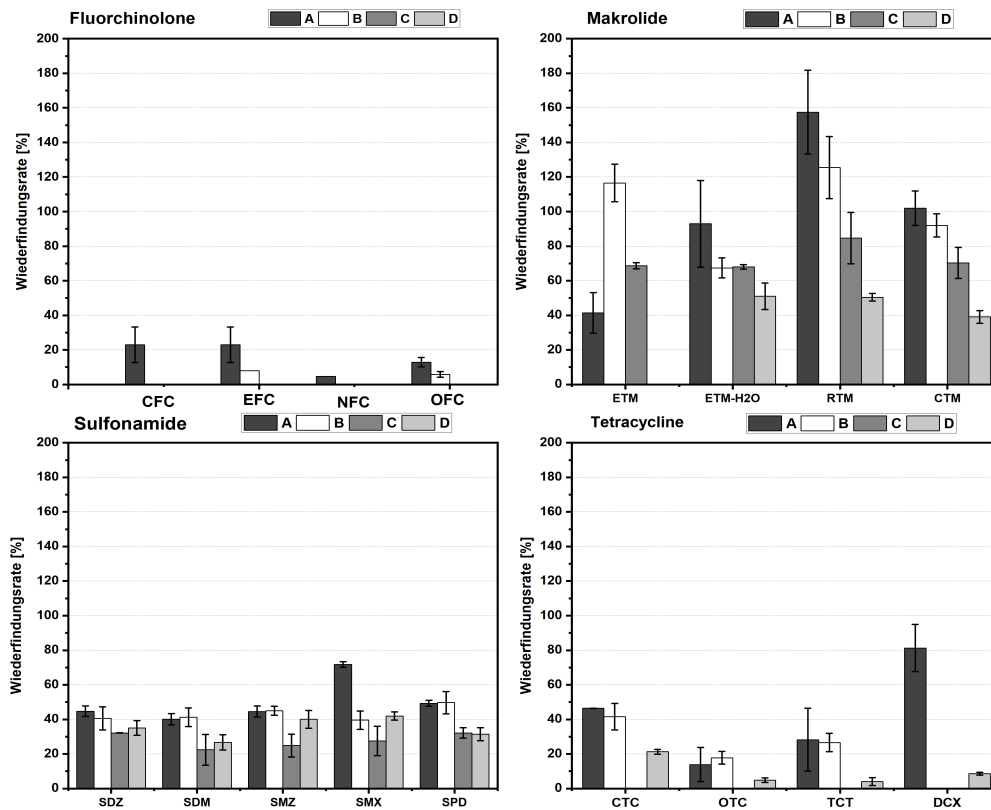 Fluorchinolone
A B C D
Wiederfindungsrate [%]
200
180
160
140
120
100
80
60
40
20
0
CFC EFC NFC OFC
Makrolide
A B C D
Wiederfindungsrate [%]
200
180
160
140
120
100
80
60
40
20
0
ETM ETM-H2O RTM CTM
Sulfonamide
A B C D
Wiederfindungsrate [%]
200
180
160
140
120
100
80
60
40
20
0
SDZ SDM SMZ SMX SPD
Tetracycline
A B C D
Wiederfindungsrate [%]
200
180
160
140
120
100
80
60
40
20
0
CTC OTC TCT DCX